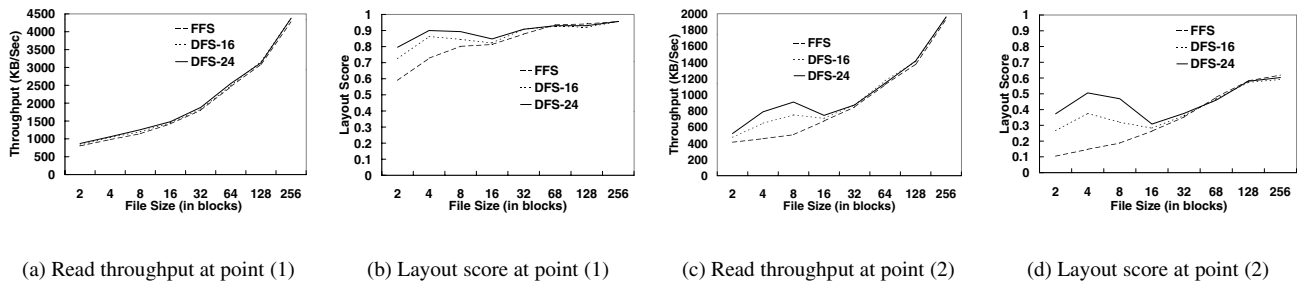 4500
4000
3500
3000
2500
2000
1500
1000
500
0
Throughput (KB/Sec)
FFS
DFS-16
DFS-24
2 4 8 16 32 64 128 256
File Size (in blocks)
(a) Read throughput at point (1)
1
0.9
0.8
0.7
0.6
0.5
0.4
0.3
0.2
0.1
0
Layout Score
FFS
DFS-16
DFS-24
2 4 8 16 32 68 128 256
File Size (in blocks)
(b) Layout score at point (1)
2000
1800
1600
1400
1200
1000
800
600
400
200
0
Throughput (KB/Sec)
FFS
DFS-16
DFS-24
2 4 8 16 32 64 128 256
File Size (in blocks)
(c) Read throughput at point (2)
1
0.9
0.8
0.7
0.6
0.5
0.4
0.3
0.2
0.1
0
Layout Score
FFS
DFS-16
DFS-24
2 4 8 16 32 68 128 256
File Size (in blocks)
(d) Layout score at point (2)